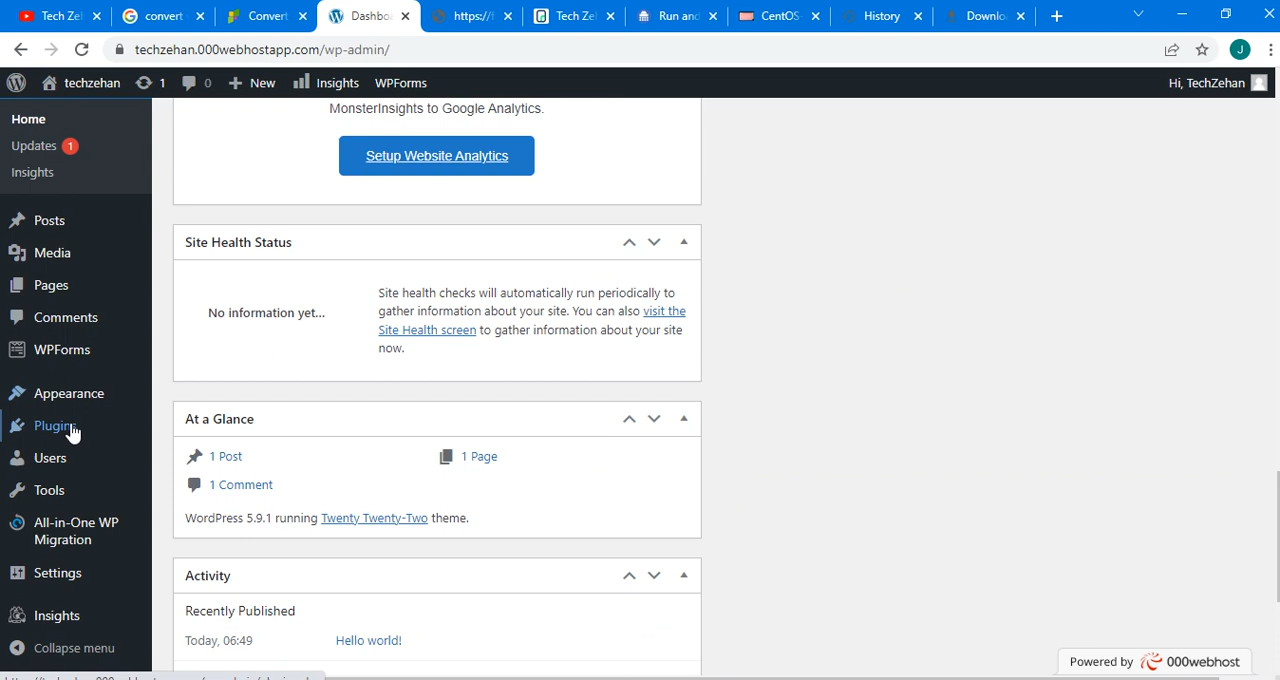 Tech Ze
convert
Convert
Dashbo
https://
Tech Ze
Run and
CentOS
History
Downlo
techzehan.000webhostapp.com/wp-admin/
J
techzehan
1
0
New
Insights
WPForms
Hi, TechZehan
Home
Updates 1
Insights
Posts
Media
Pages
Comments
WPForms
Appearance
Plugins
Users
Tools
All-in-One WP
Migration
Settings
Insights
Collapse menu
MonsterInsights to Google Analytics.
Setup Website Analytics
Site Health Status
No information yet...
Site health checks will automatically run periodically to
gather information about your site. You can also visit the
Site Health screen to gather information about your site
now.
At a Glance
1 Post
1 Page
1 Comment
WordPress 5.9.1 running Twenty Twenty-Two theme.
Activity
Recently Published
Today, 06:49
Hello world!
Powered by 000webhost